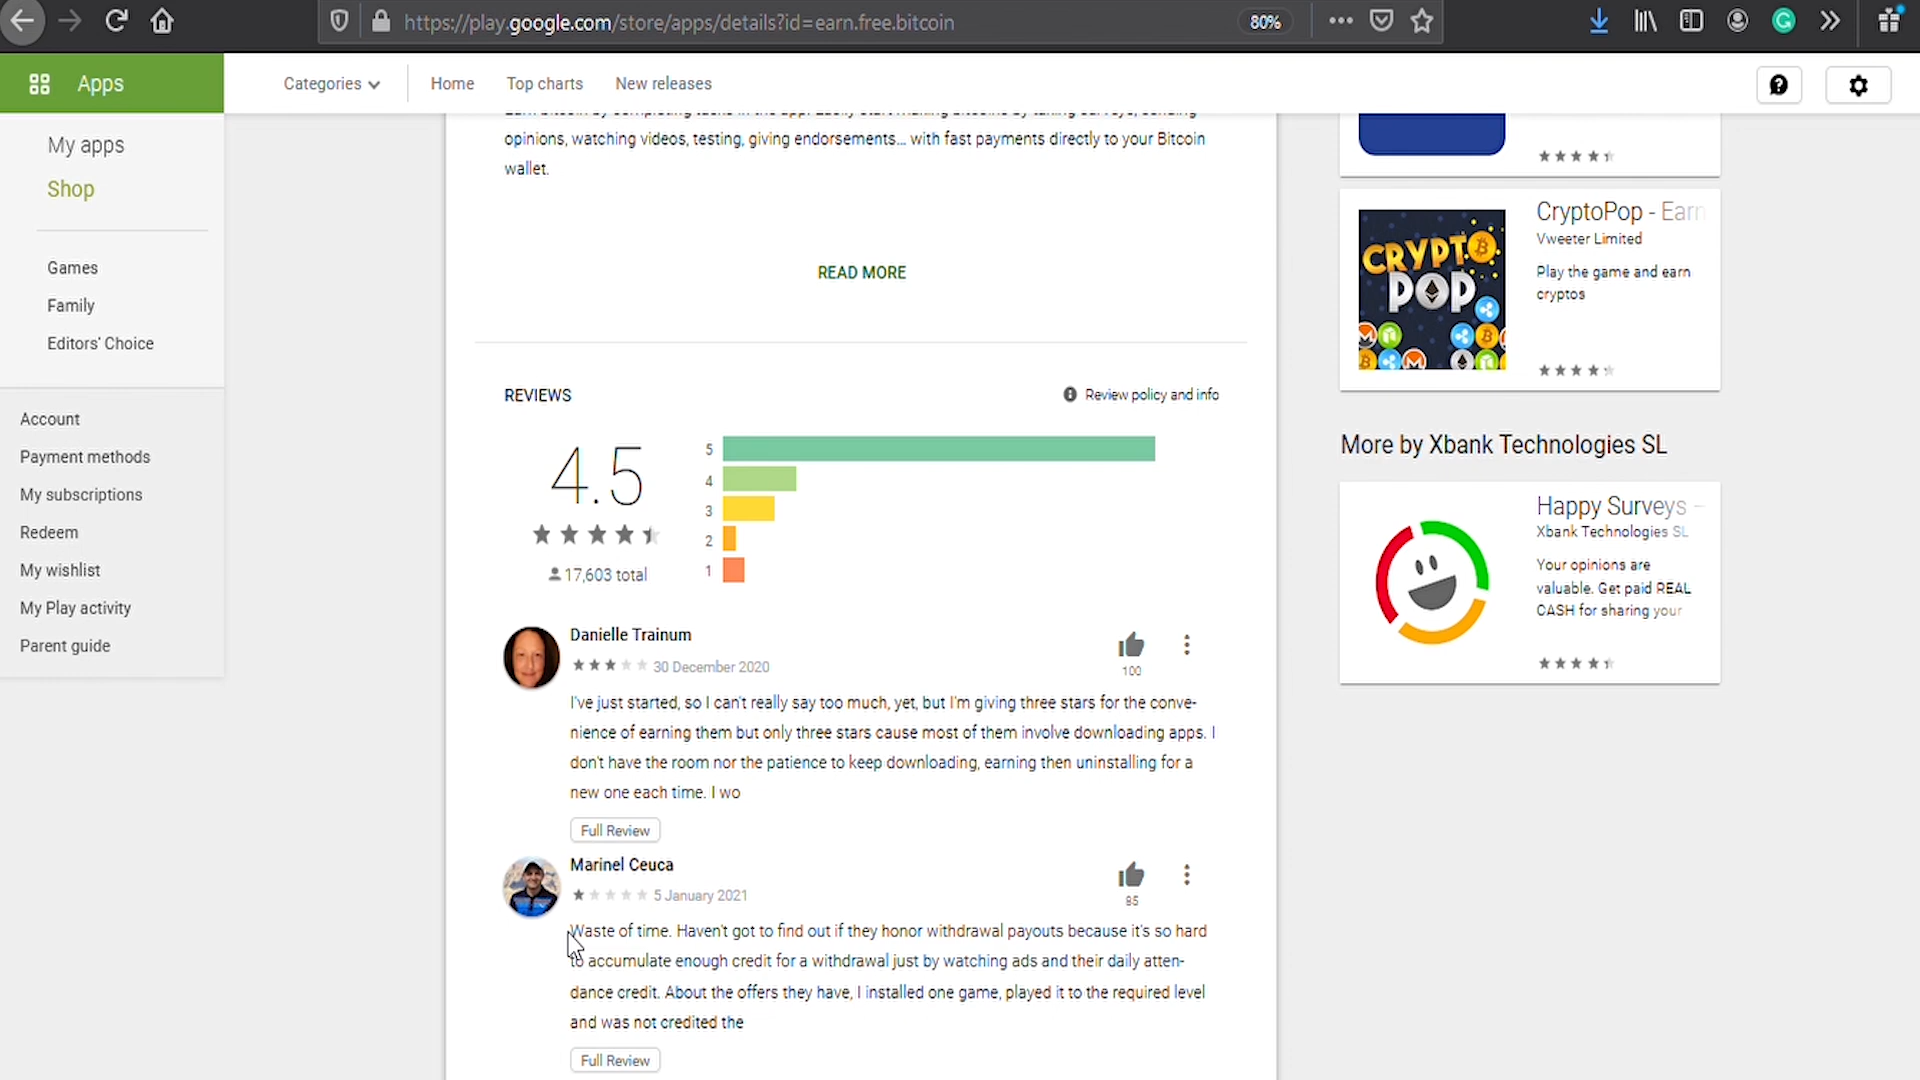 https://play.google.com/store/apps/details?id=earn.free.bitcoin
80%
Apps
Categories
Home
Top charts
New releases
My apps
Shop
Games
Family
Editors' Choice
Account
Payment methods
My subscriptions
Redeem
My wishlist
My Play activity
Parent guide
opinions, watching videos, testing, giving endorsements... with fast payments directly to your Bitcoin
wallet.
READ MORE
REVIEWS
Review policy and info
4.5
17,603 total
5
4
3
2
1
Danielle Trainum
30 December 2020
100
I've just started, so I can't really say too much, yet, but I'm giving three stars for the conve-
nience of earning them but only three stars cause most of them involve downloading apps. I
don't have the room nor the patience to keep downloading, earning then uninstalling for a
new one each time. I wo
Full Review
Marinel Ceuca
5 January 2021
85
Waste of time. Haven't got to find out if they honor withdrawal payouts because it's so hard
to accumulate enough credit for a withdrawal just by watching ads and their daily atten-
dance credit. About the offers they have, I installed one game, played it to the required level
and was not credited the
Full Review
CRYPTO
POP
CryptoPop - Earn
Vweeter Limited
Play the game and earn
cryptos
More by Xbank Technologies SL
Happy Surveys –
Xbank Technologies SL
Your opinions are
valuable. Get paid REAL
CASH for sharing your